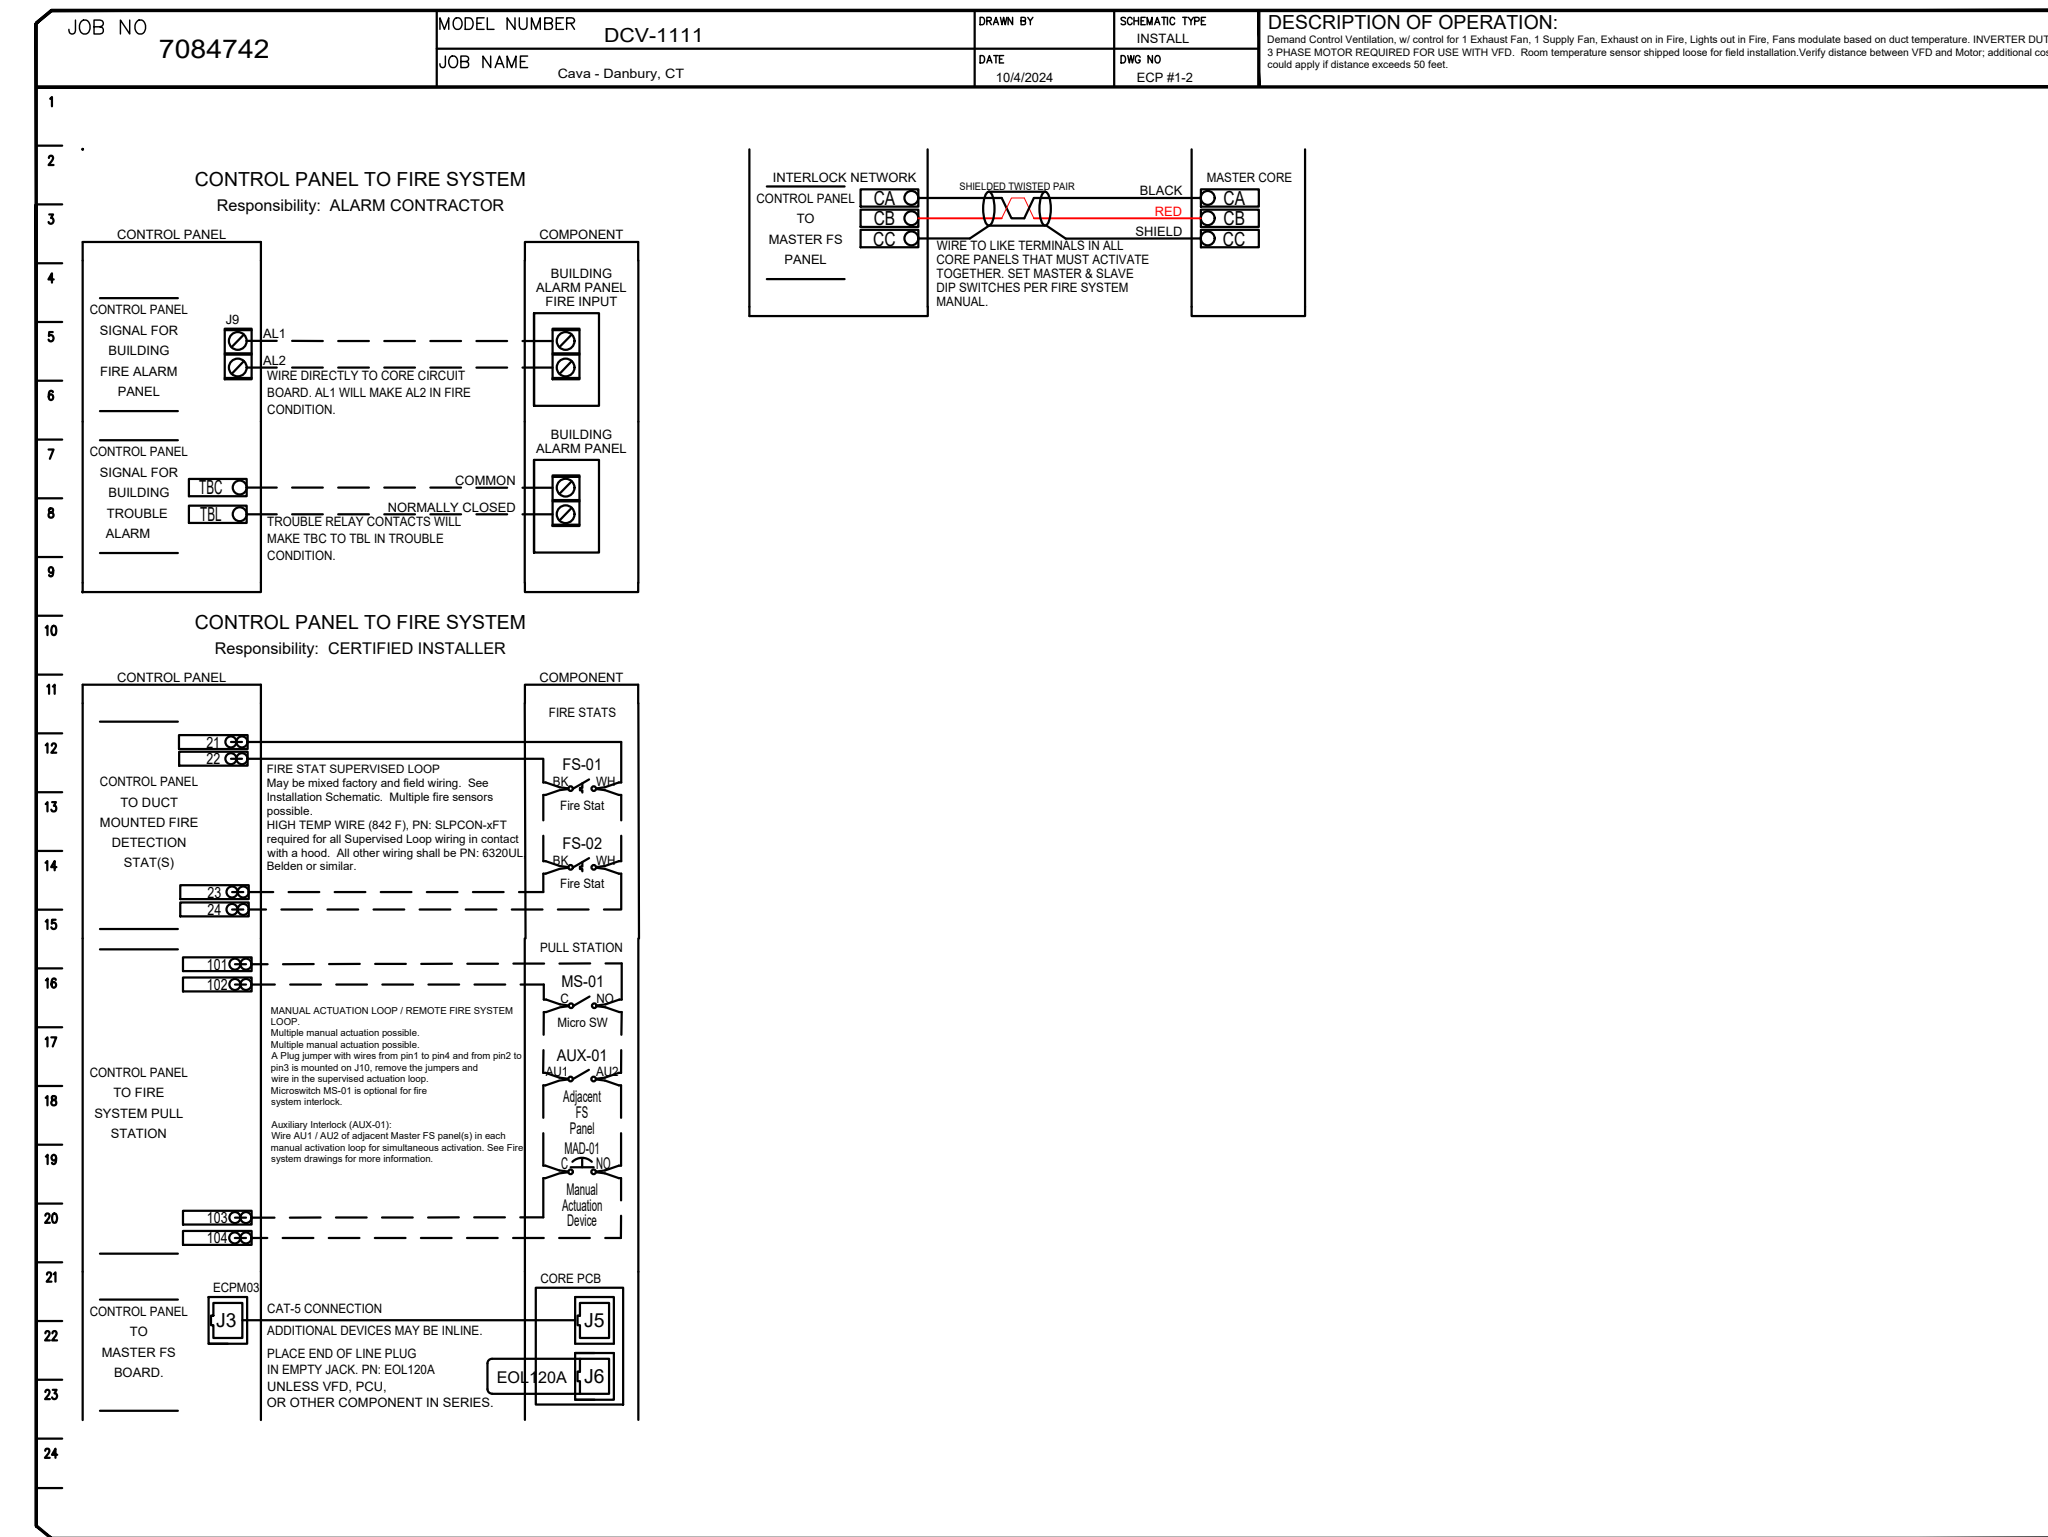 JOB NO
7084742
MODEL NUMBER
DCV-1111
JOB NAME
Cava - Danbury, CT
DRAWN BY
SCHEMATIC TYPE
INSTALL
DATE
10/4/2024
DWG NO
ECP #1-2
DESCRIPTION OF OPERATION:
Demand Control Ventilation, w/ control for 1 Exhaust Fan, 1 Supply Fan, Exhaust on in Fire, Lights out in Fire, Fans modulate based on duct temperature. INVERTER DUT
3 PHASE MOTOR REQUIRED FOR USE WITH VFD. Room temperature sensor shipped loose for field installation.Verify distance between VFD and Motor; additional cos
could apply if distance exceeds 50 feet.
1
2
3
4
5
6
7
8
9
10
11
12
13
14
15
16
17
18
19
20
21
22
23
24
CONTROL PANEL TO FIRE SYSTEM
Responsibility: ALARM CONTRACTOR
CONTROL PANEL
COMPONENT
CONTROL PANEL
SIGNAL FOR
BUILDING
FIRE ALARM
PANEL
J9
AL1
AL2
WIRE DIRECTLY TO CORE CIRCUIT
BOARD. AL1 WILL MAKE AL2 IN FIRE
CONDITION.
BUILDING
ALARM PANEL
FIRE INPUT
CONTROL PANEL
SIGNAL FOR
BUILDING
TROUBLE
ALARM
TBC
TBL
COMMON
NORMALLY CLOSED
TROUBLE RELAY CONTACTS WILL
MAKE TBC TO TBL IN TROUBLE
CONDITION.
BUILDING
ALARM PANEL
CONTROL PANEL TO FIRE SYSTEM
Responsibility: CERTIFIED INSTALLER
CONTROL PANEL
COMPONENT
FIRE STATS
CONTROL PANEL
TO DUCT
MOUNTED FIRE
DETECTION
STAT(S)
21
22
23
24
FIRE STAT SUPERVISED LOOP
May be mixed factory and field wiring. See
Installation Schematic. Multiple fire sensors
possible.
HIGH TEMP WIRE (842 F), PN: SLPCON-xFT
required for all Supervised Loop wiring in contact
with a hood. All other wiring shall be PN: 6320UL
Belden or similar.
FS-01
BK WH
Fire Stat
FS-02
BK WH
Fire Stat
PULL STATION
CONTROL PANEL
TO FIRE
SYSTEM PULL
STATION
101
102
103
104
MANUAL ACTUATION LOOP / REMOTE FIRE SYSTEM
LOOP.
Multiple manual actuation possible.
Multiple manual actuation possible.
A Plug jumper with wires from pin1 to pin4 and from pin2 to
pin3 is mounted on J10, remove the jumpers and
wire in the supervised actuation loop.
Microswitch MS-01 is optional for fire
system interlock.
Auxiliary Interlock (AUX-01):
Wire AU1 / AU2 of adjacent Master FS panel(s) in each
manual activation loop for simultaneous activation. See Fire
system drawings for more information.
MS-01
C NO
Micro SW
AUX-01
AU1 AU2
Adjacent
FS
Panel
MAD-01
C NO
Manual
Actuation
Device
CONTROL PANEL
TO
MASTER FS
BOARD.
ECPM03
J3
CAT-5 CONNECTION
ADDITIONAL DEVICES MAY BE INLINE.
PLACE END OF LINE PLUG
IN EMPTY JACK. PN: EOL120A
UNLESS VFD, PCU,
OR OTHER COMPONENT IN SERIES.
CORE PCB
J5
EOL120A
J6
INTERLOCK NETWORK
CONTROL PANEL
TO
MASTER FS
PANEL
CA
CB
CC
SHIELDED TWISTED PAIR
BLACK
RED
SHIELD
WIRE TO LIKE TERMINALS IN ALL
CORE PANELS THAT MUST ACTIVATE
TOGETHER. SET MASTER & SLAVE
DIP SWITCHES PER FIRE SYSTEM
MANUAL.
MASTER CORE
CA
CB
CC